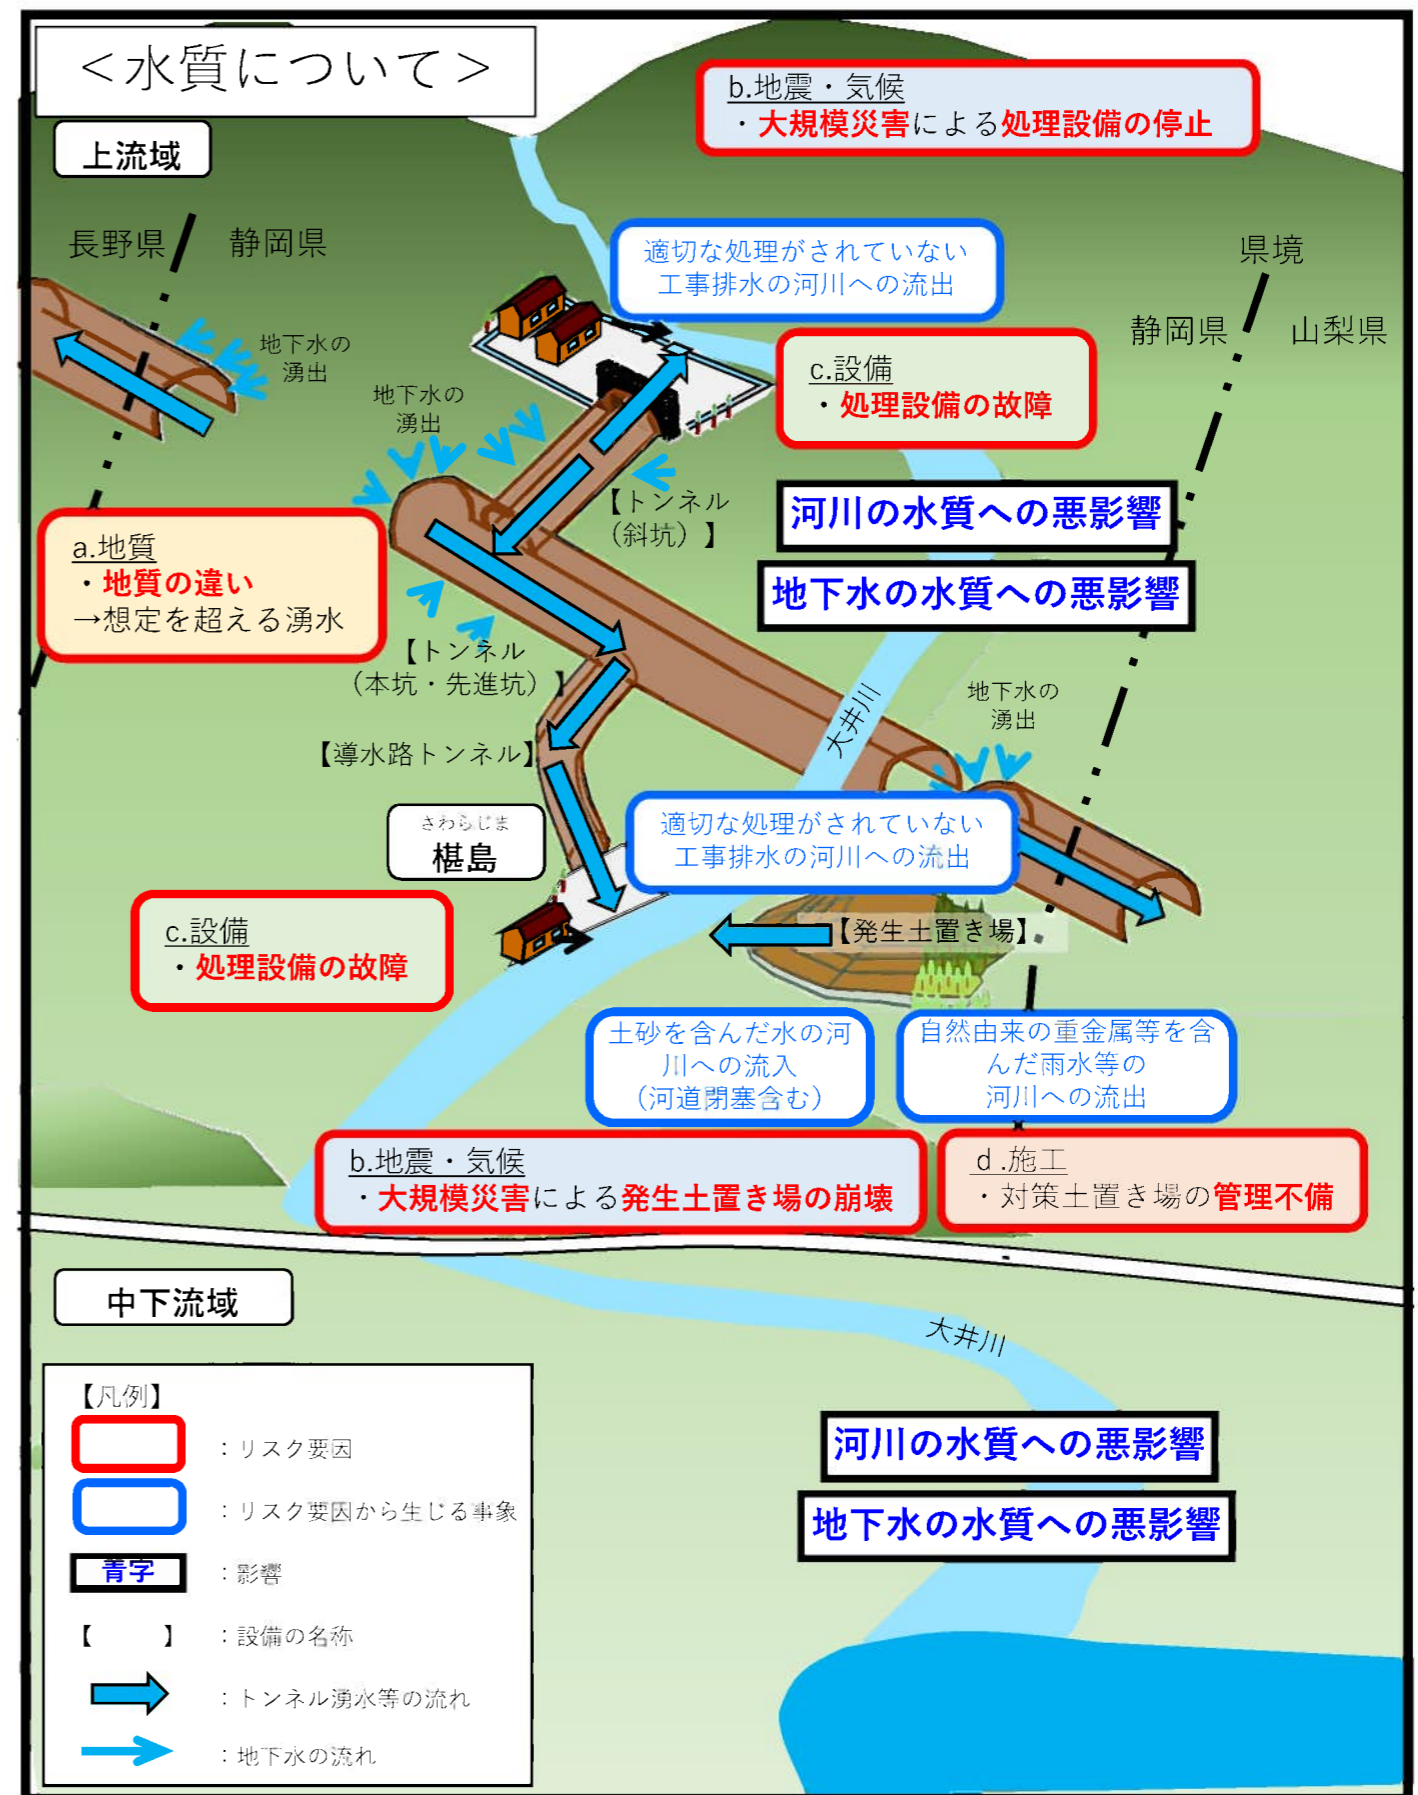 ＜水質について＞
b.地震・気候
・大規模災害による処理設備の停止
上流域
長野県
静岡県
適切な処理がされていない
工事排水の河川への流出
県境
静岡県
山梨県
地下水の
湧出
地下水の
湧出
c.設備
・処理設備の故障
【トンネル
（斜坑）】
河川の水質への悪影響
地下水の水質への悪影響
a.地質
・地質の違い
→想定を超える湧水
【トンネル
（本坑・先進坑）】
大井川
地下水の
湧出
【導水路トンネル】
さわらじま
椹島
適切な処理がされていない
工事排水の河川への流出
c.設備
・処理設備の故障
【発生土置き場】
土砂を含んだ水の河
川への流入
（河道閉塞含む）
自然由来の重金属等を含
んだ雨水等の
河川への流出
b.地震・気候
・大規模災害による発生土置き場の崩壊
d.施工
・対策土置き場の管理不備
中下流域
大井川
河川の水質への悪影響
地下水の水質への悪影響
【凡例】
：リスク要因
：リスク要因から生じる事象
青字
：影響
【　　】
：設備の名称
：トンネル湧水等の流れ
：地下水の流れ